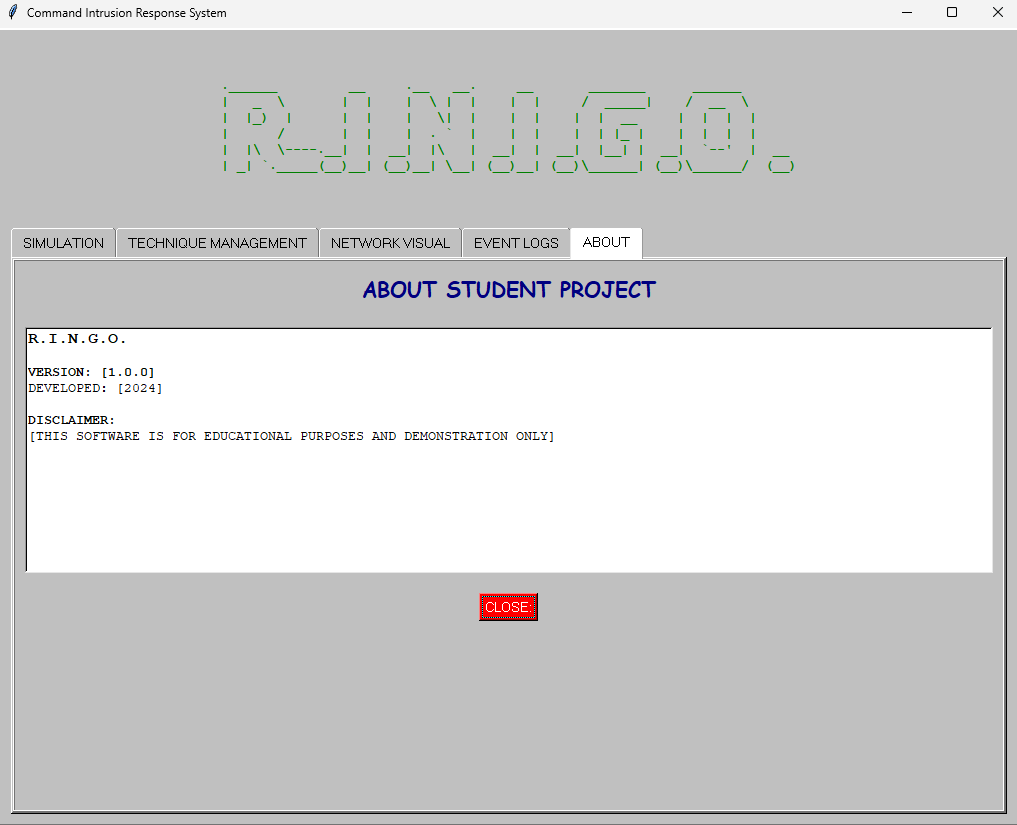 Command Intrusion Response System
R.I.N.I.G.O.
SIMULATION
TECHNIQUE MANAGEMENT
NETWORK VISUAL
EVENT LOGS
ABOUT
ABOUT STUDENT PROJECT
R.I.N.G.O.
VERSION: [1.0.0]
DEVELOPED: [2024]
DISCLAIMER:
[THIS SOFTWARE IS FOR EDUCATIONAL PURPOSES AND DEMONSTRATION ONLY]
CLOSE: